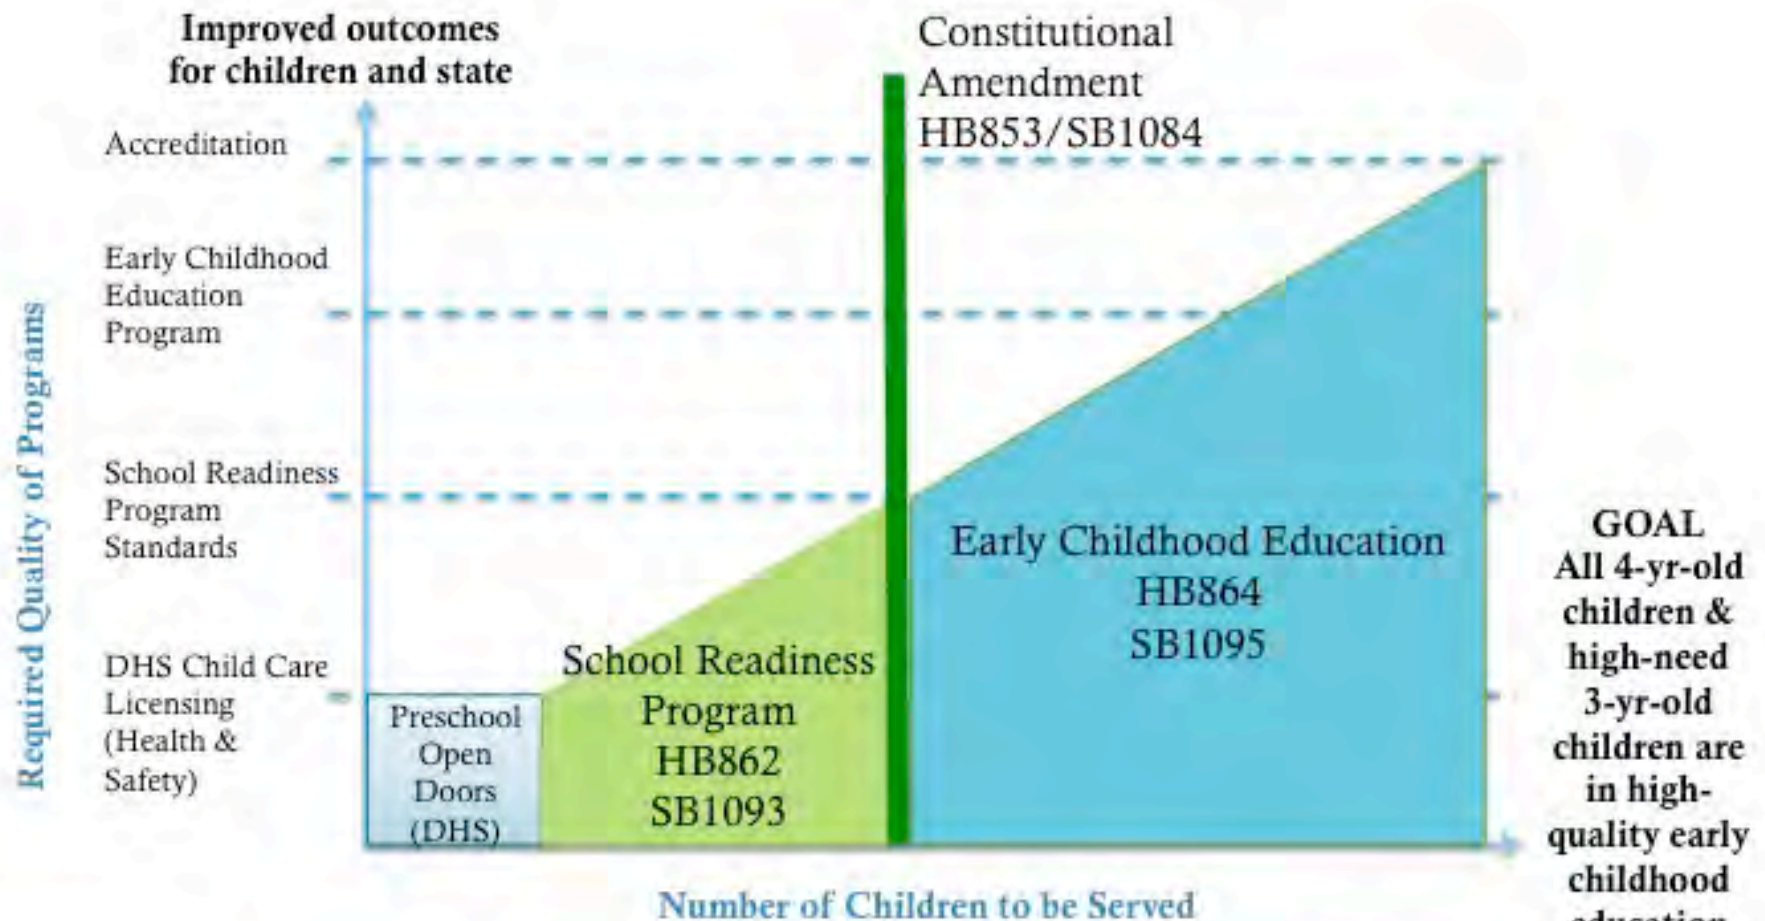 Improved outcomes
for children and state
Constitutional
Amendment
HB853/SB1084
Accreditation
Early Childhood
Education
Program
School Readiness
Program
Standards
DHS Child Care
Licensing
(Health &
Safety)
Required Quality of Programs
Preschool
Open
Doors
(DHS)
School Readiness
Program
HB862
SB1093
Early Childhood Education
HB864
SB1095
GOAL
All 4-yr-old
children &
high-need
3-yr-old
children are
in high-
quality early
childhood
education
Number of Children to be Served